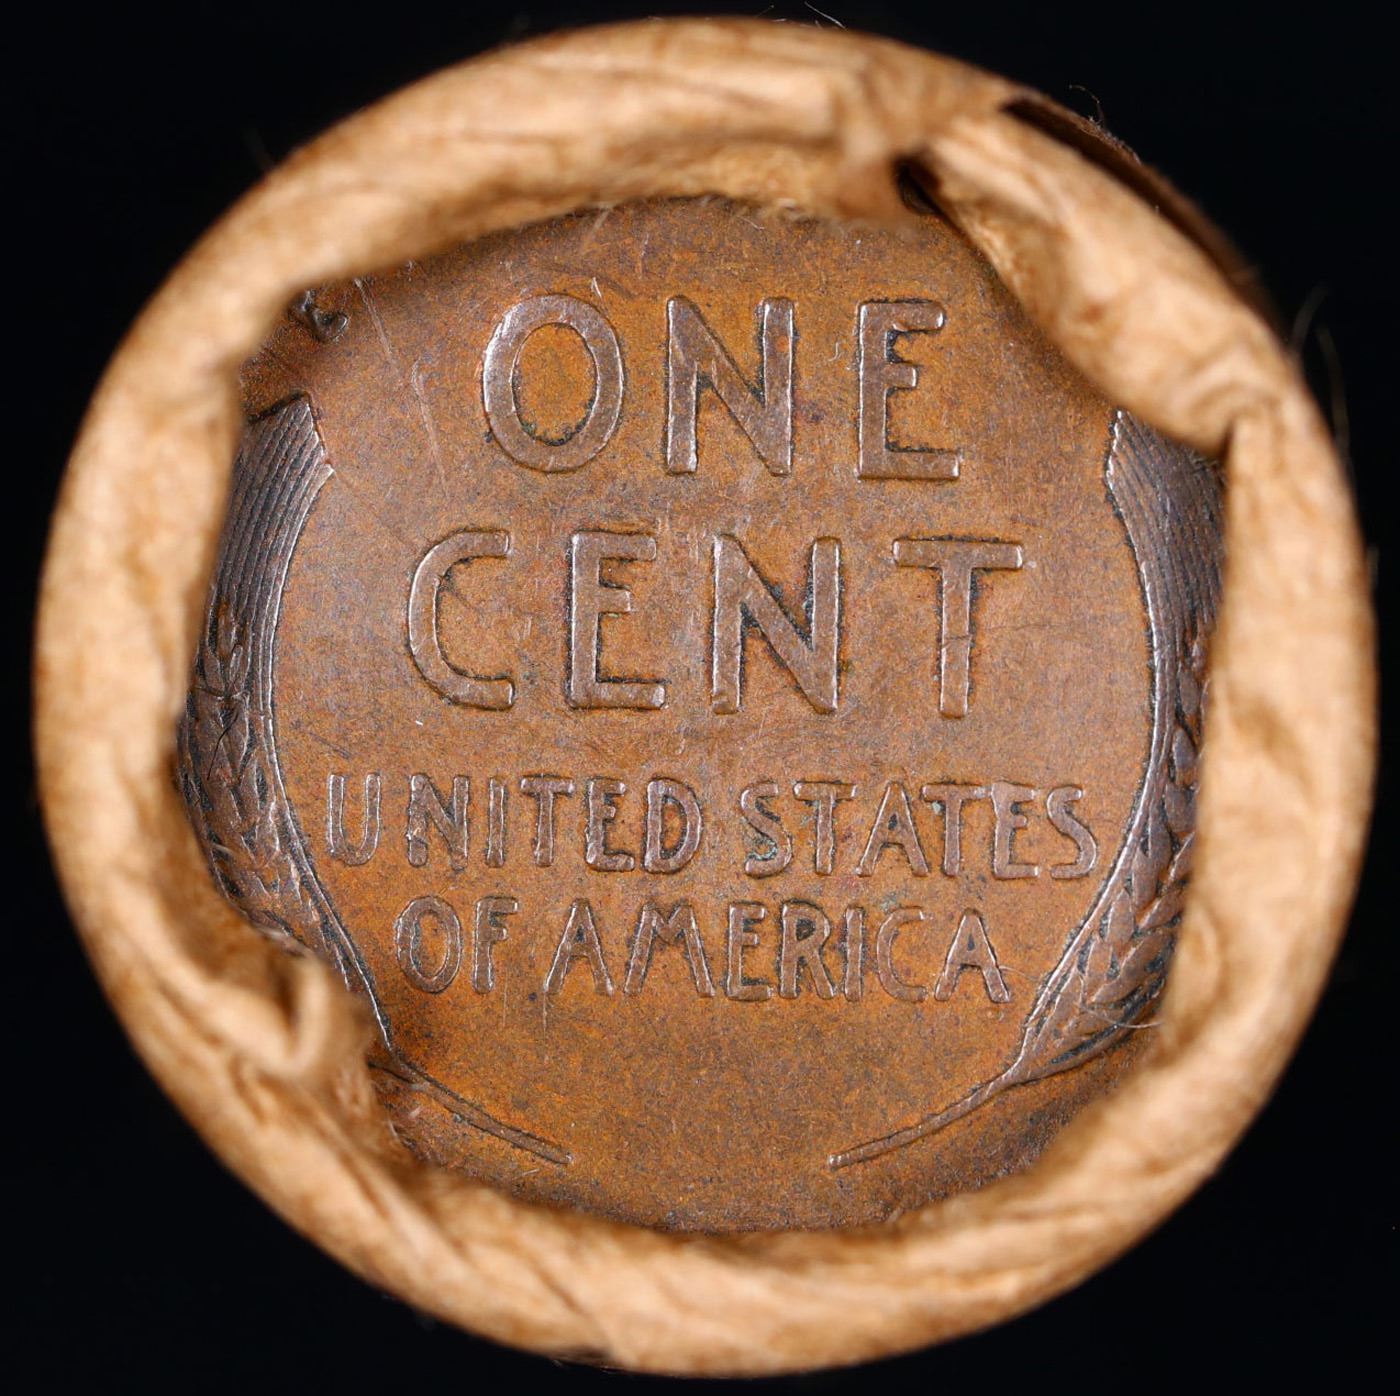 ONE
CENT
UNITED STATES
OF AMERICA